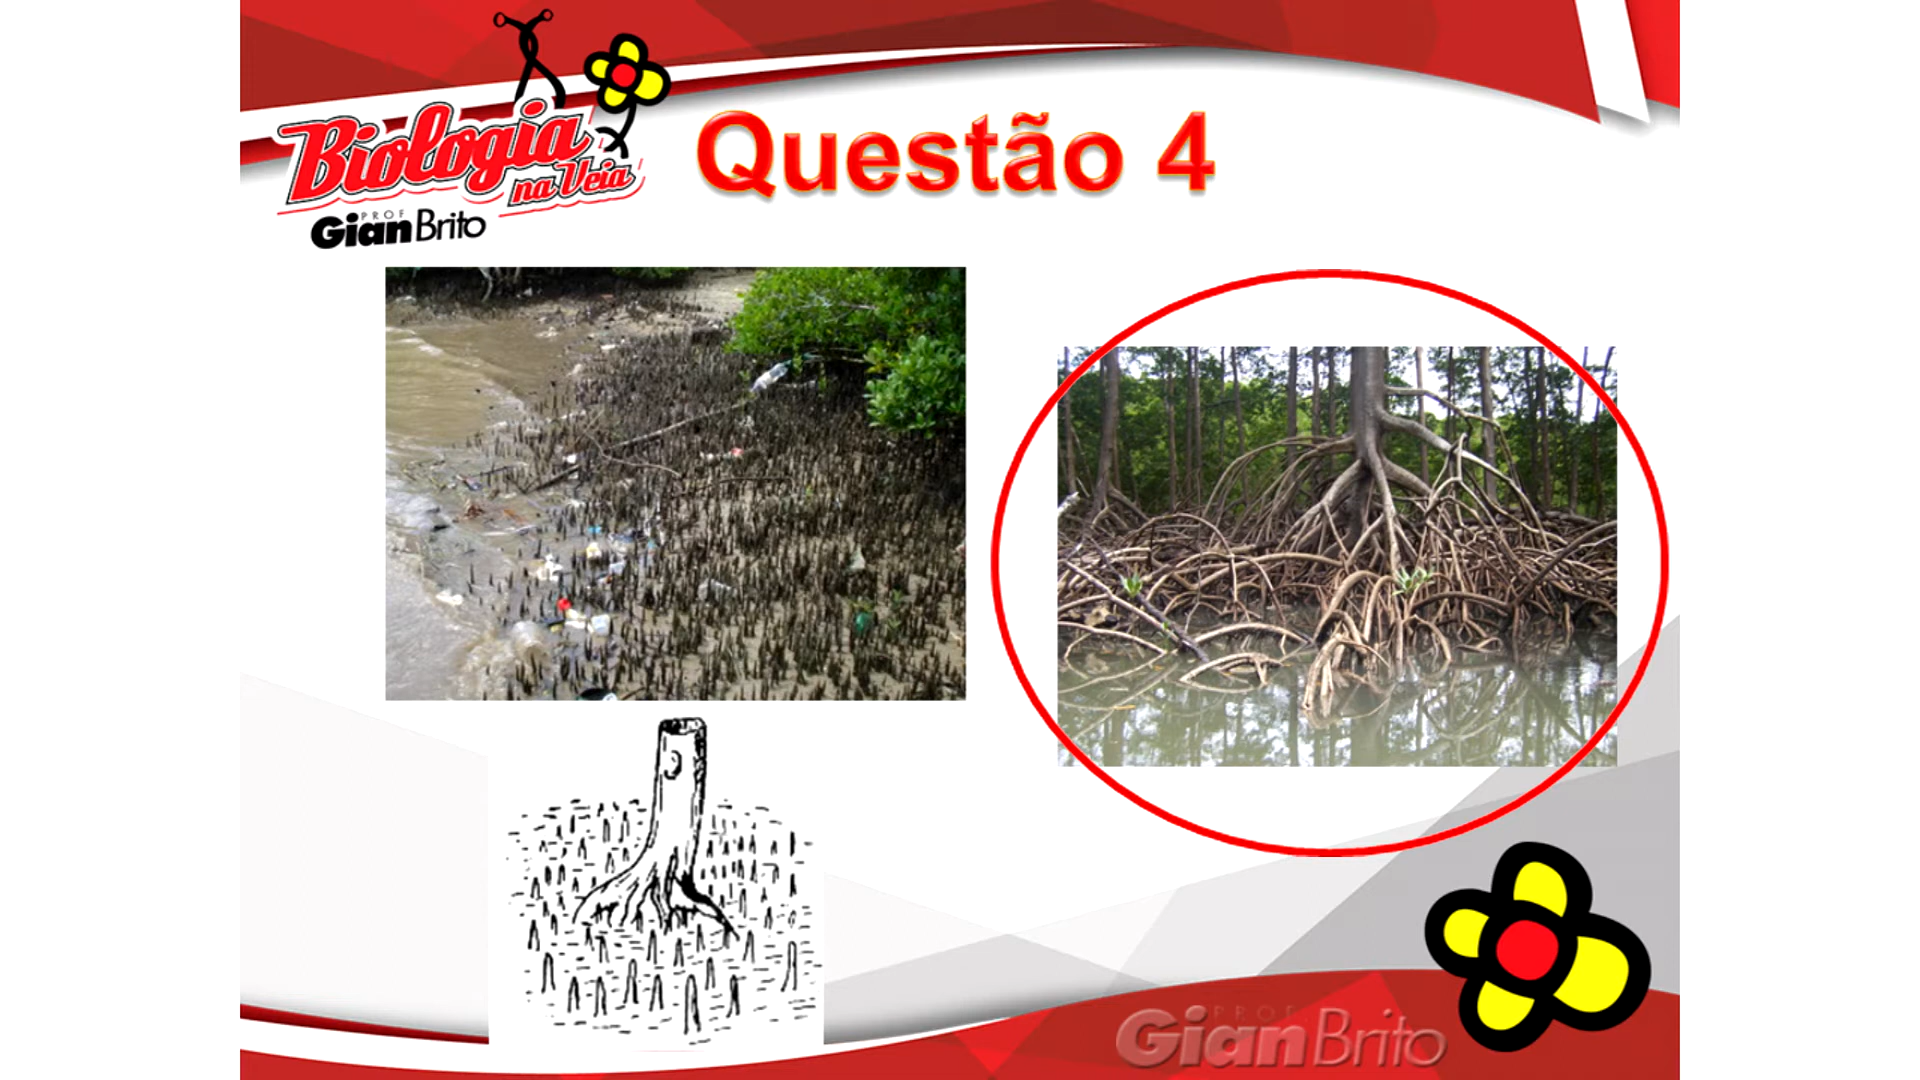 Biologia
na Veia
PROF
Gian Brito
Questão 4
PROF.
Gian Brito